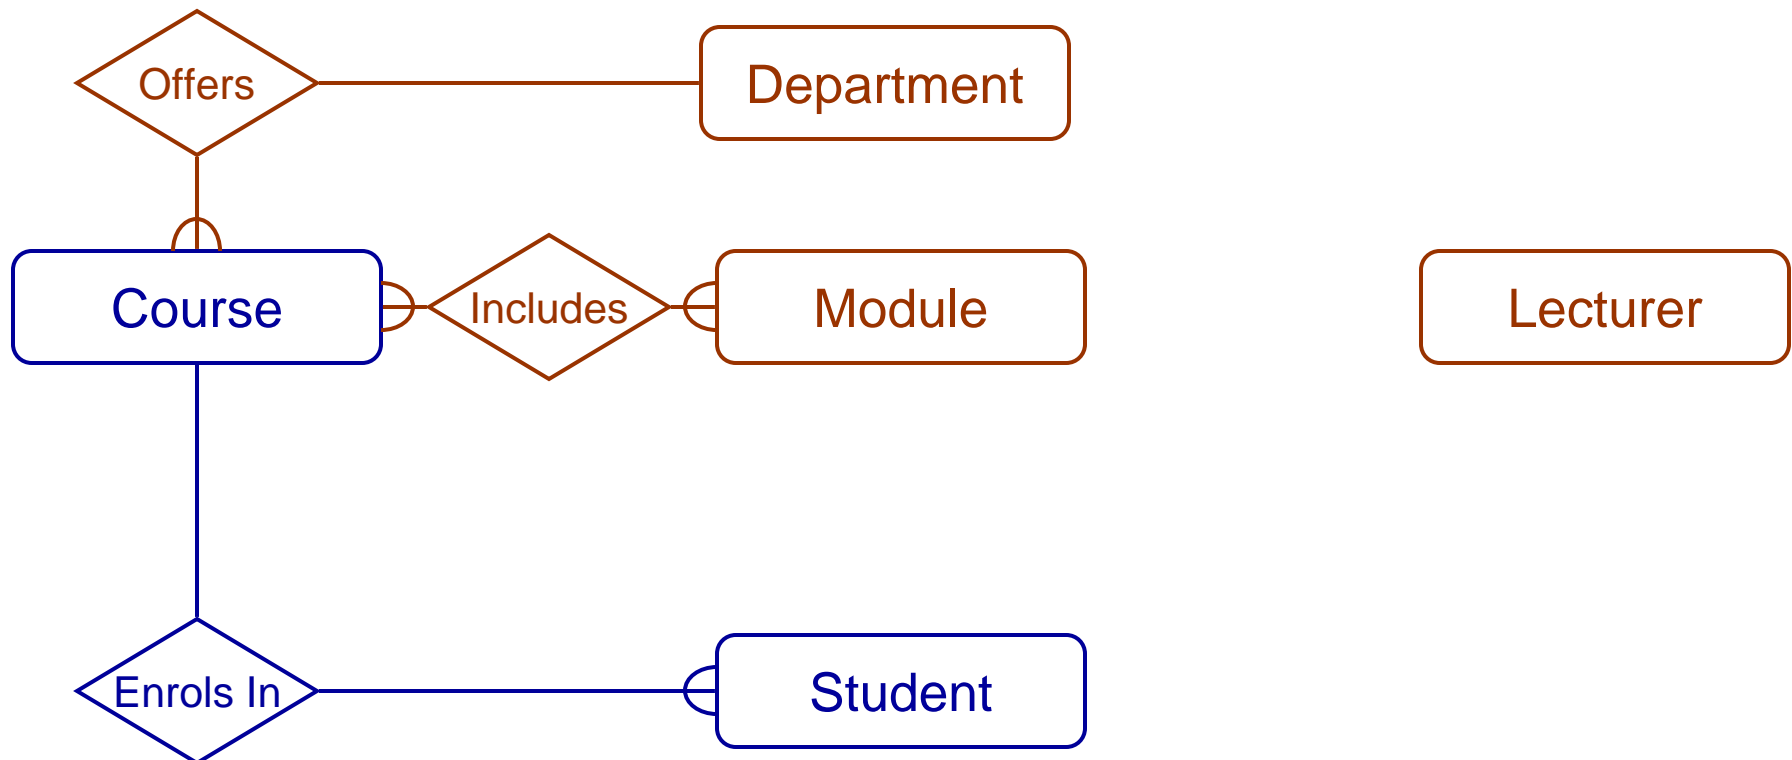 Offers
Department
Course
Includes
Module
Lecturer
Enrols In
Student